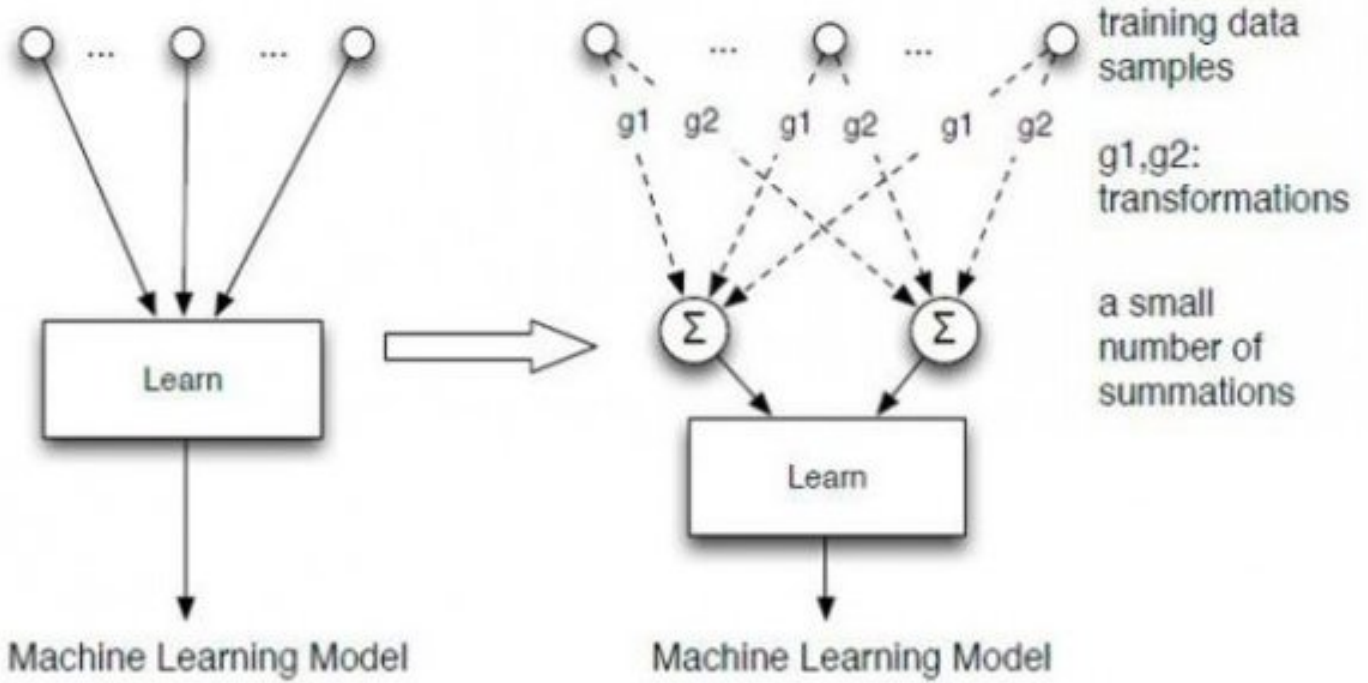 ... ...
Learn
Machine Learning Model
... ...
training data
samples
g1 g2 g1 g2 g1 g2
g1,g2:
transformations
Σ Σ
a small
number of
summations
Learn
Machine Learning Model